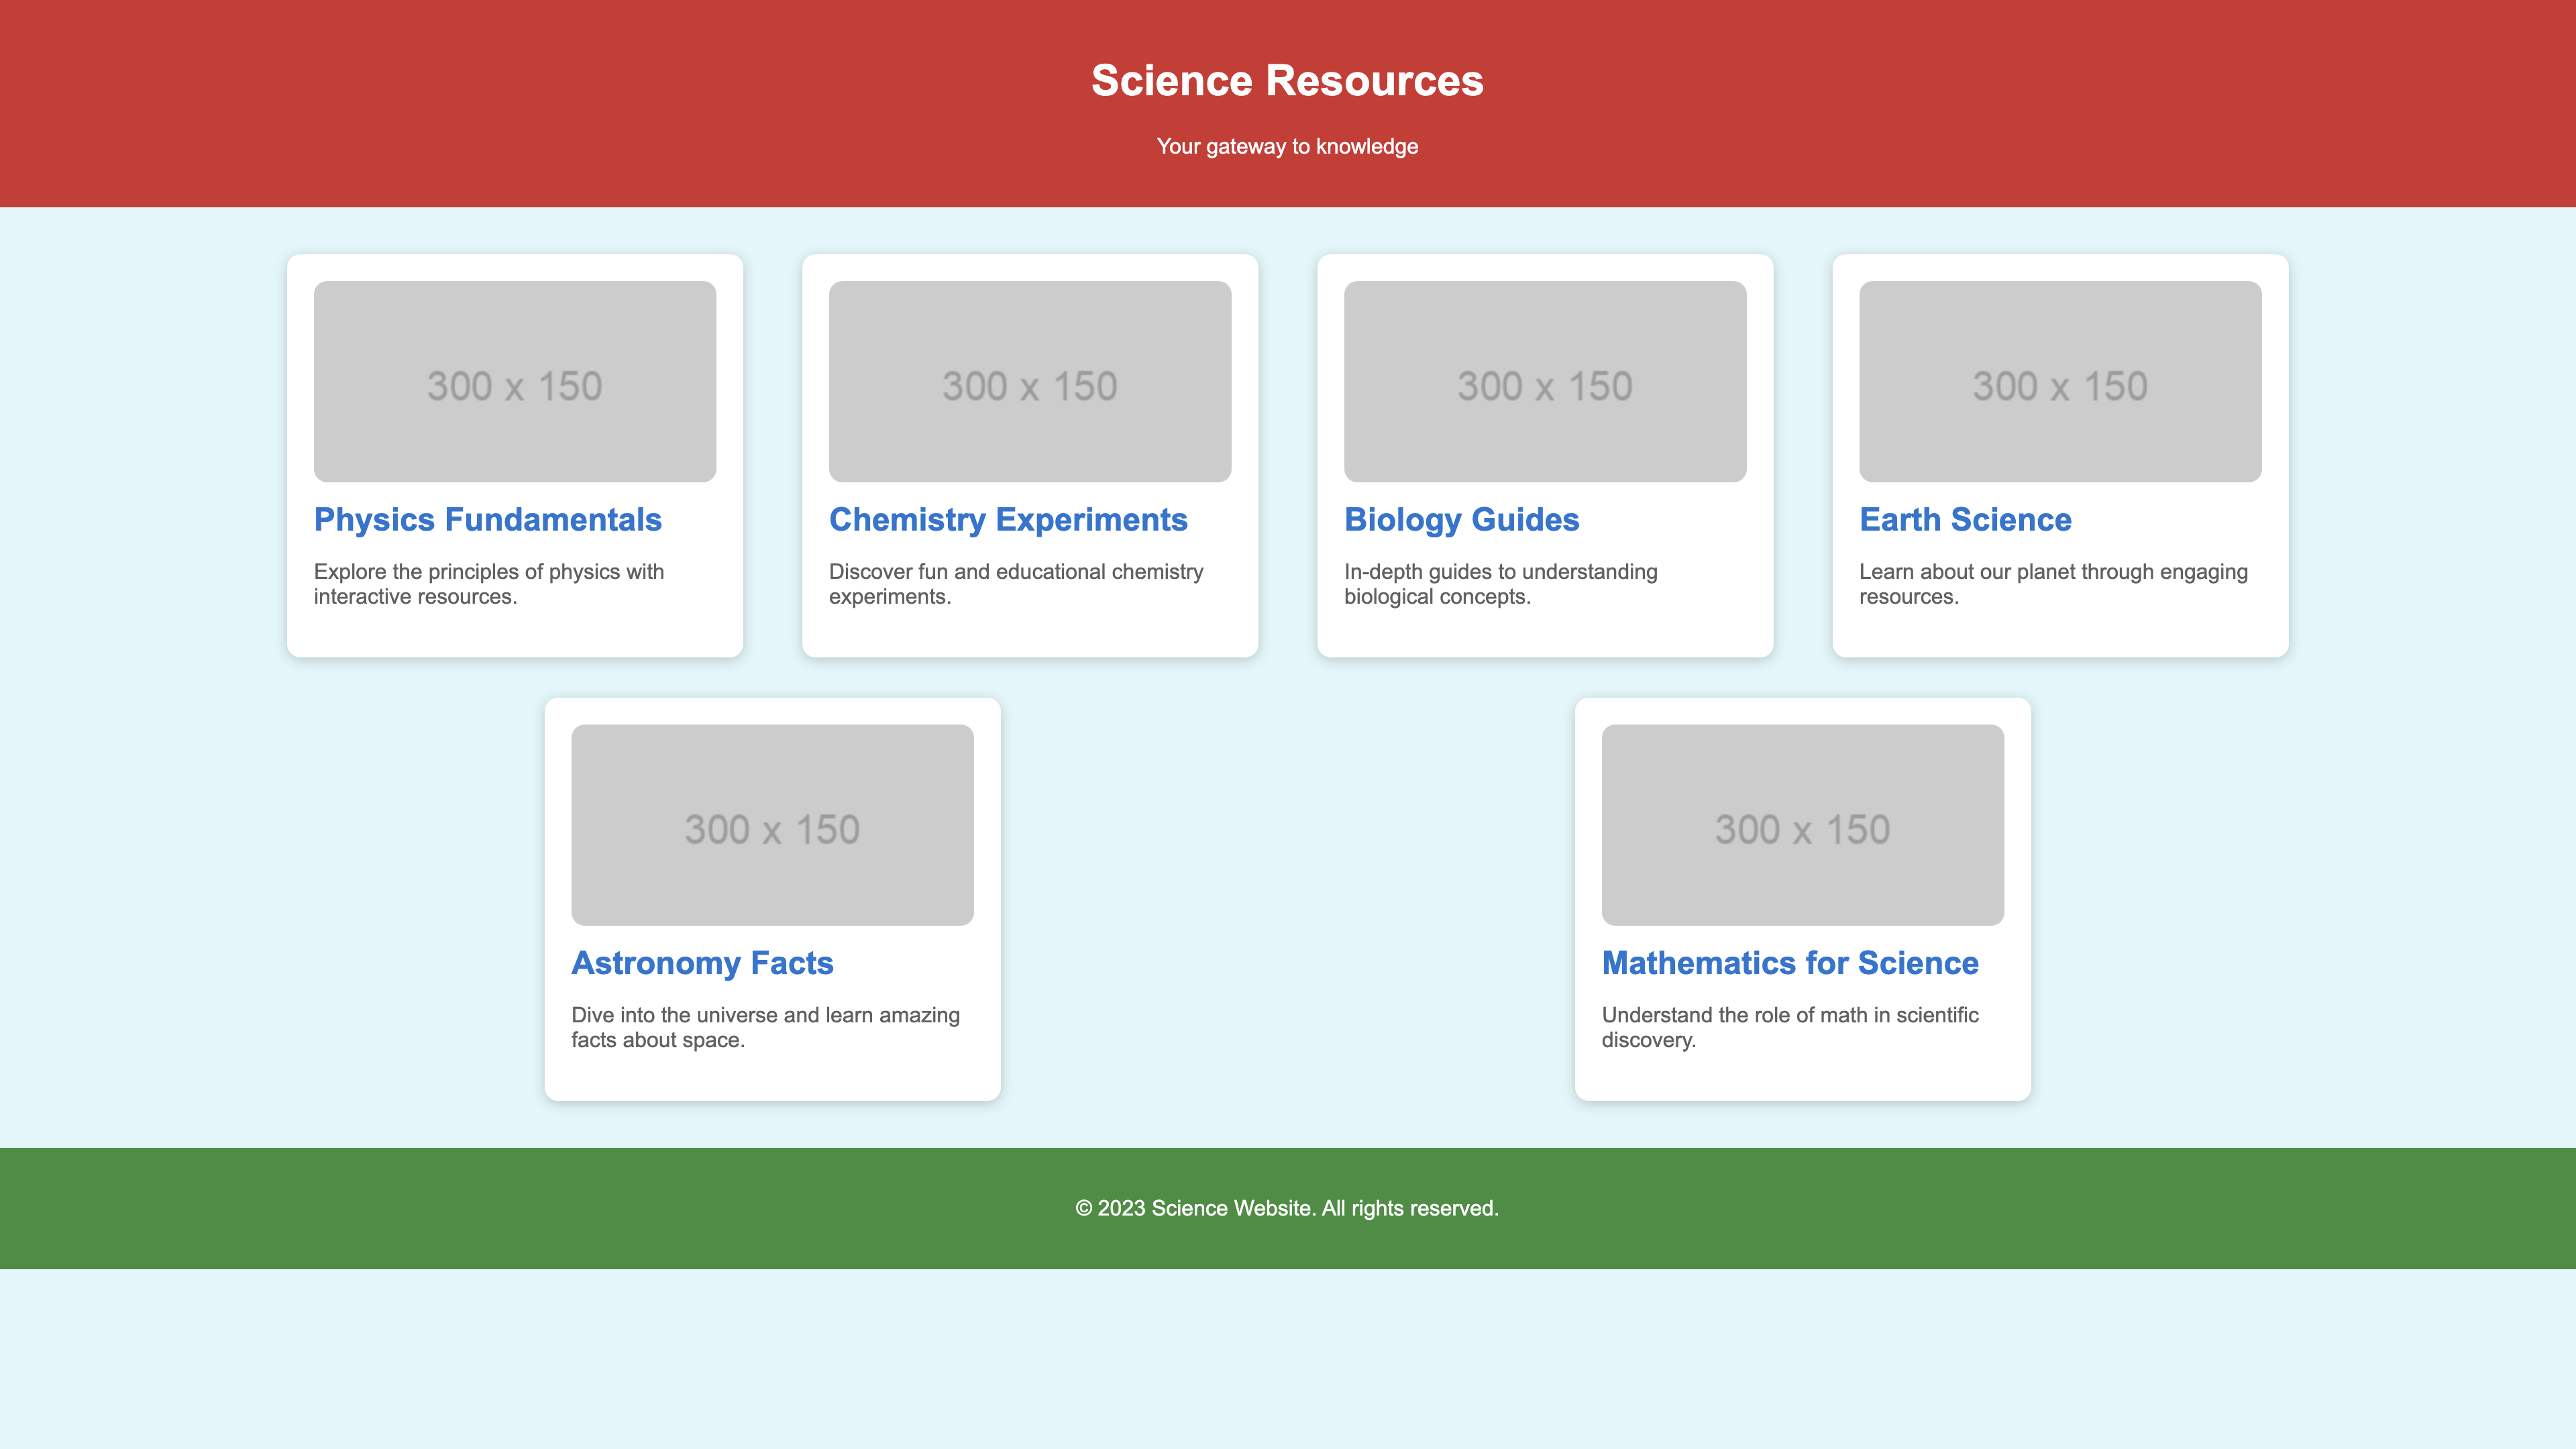 Science Resources
Your gateway to knowledge
300 x 150
Physics Fundamentals
Explore the principles of physics with
interactive resources.
300 x 150
Chemistry Experiments
Discover fun and educational chemistry
experiments.
300 x 150
Biology Guides
In-depth guides to understanding
biological concepts.
300 x 150
Earth Science
Learn about our planet through engaging
resources.
300 x 150
Astronomy Facts
Dive into the universe and learn amazing
facts about space.
300 x 150
Mathematics for Science
Understand the role of math in scientific
discovery.
© 2023 Science Website. All rights reserved.